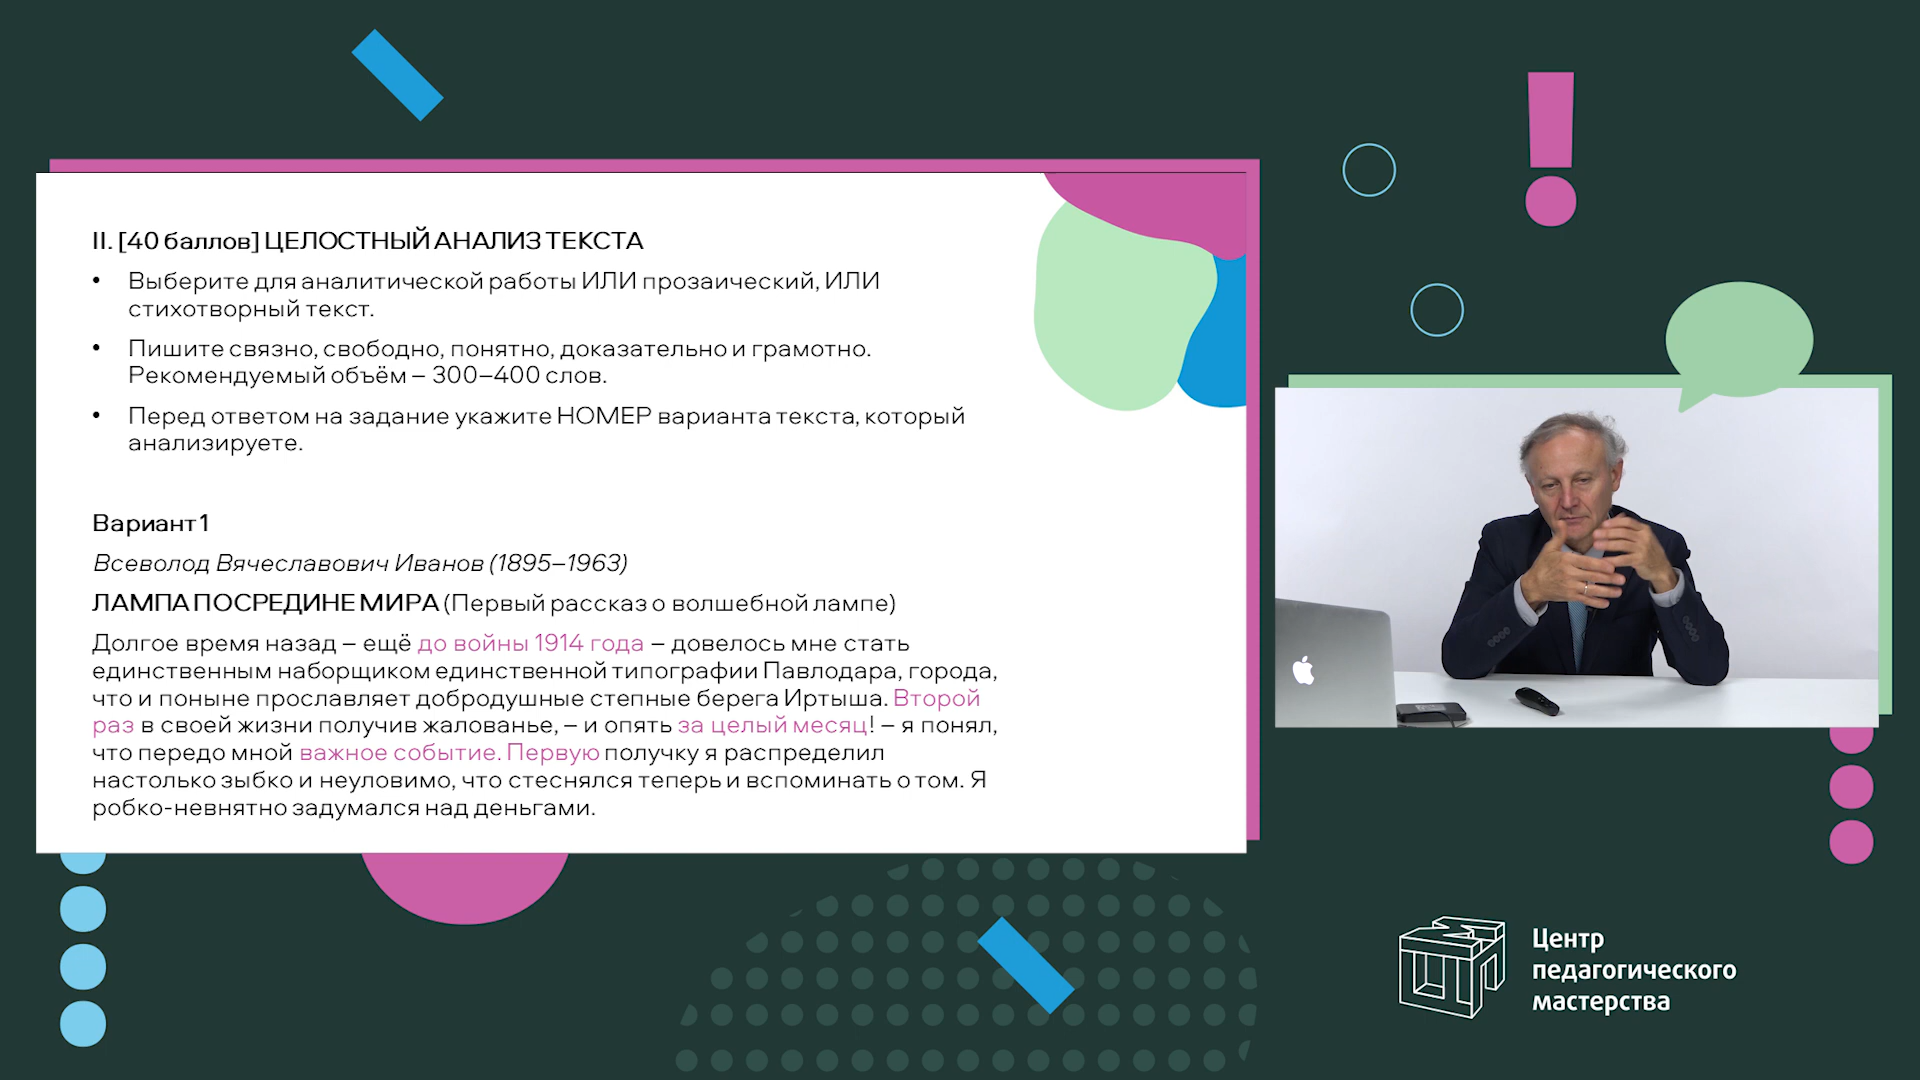 II. [40 баллов] ЦЕЛОСТНЫЙ АНАЛИЗ ТЕКСТА
• Выберите для аналитической работы ИЛИ прозаический, ИЛИ
стихотворный текст.
• Пишите связно, свободно, понятно, доказательно и грамотно.
Рекомендуемый объём – 300–400 слов.
• Перед ответом на задание укажите НОМЕР варианта текста, который
анализируете.
Вариант 1
Всеволод Вячеславович Иванов (1895–1963)
ЛАМПА ПОСРЕДИНЕ МИРА (Первый рассказ о волшебной лампе)
Долгое время назад – ещё до войны 1914 года – довелось мне стать
единственным наборщиком единственной типографии Павлодара, города,
что и поныне прославляет добродушные степные берега Иртыша. Второй
раз в своей жизни получив жалованье, – и опять за целый месяц! – я понял,
что передо мной важное событие. Первую получку я распределил
настолько зыбко и неуловимо, что стеснялся теперь и вспоминать о том. Я
робко-невнятно задумался над деньгами.
Центр
педагогического
мастерства